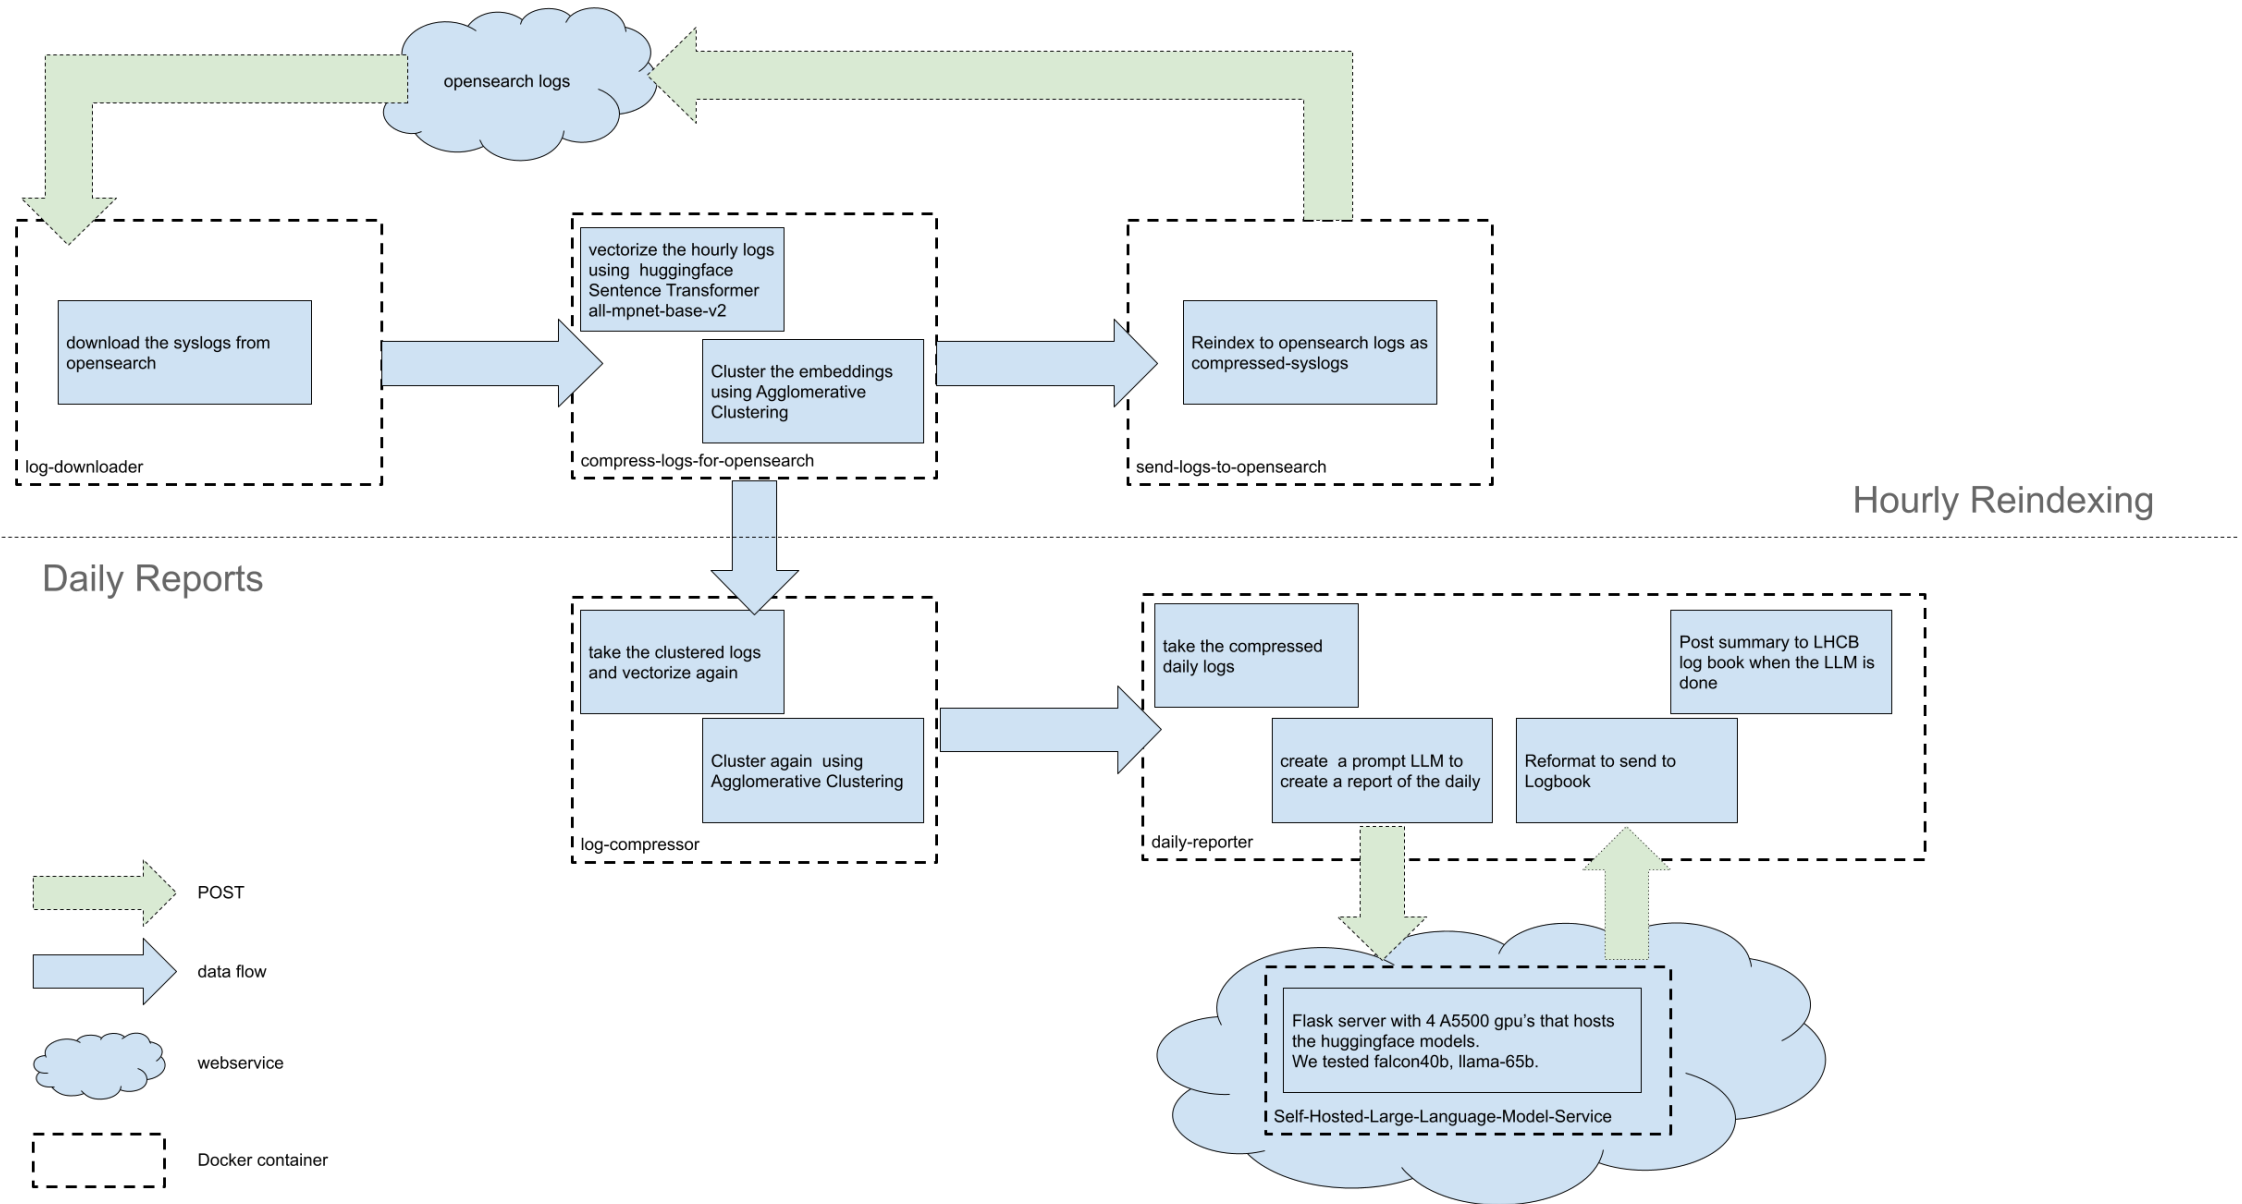 opensearch logs
download the syslogs from
opensearch
log-downloader
vectorize the hourly logs
using  huggingface
Sentence Transformer
all-mpnet-base-v2
Cluster the embeddings
using Agglomerative
Clustering
compress-logs-for-opensearch
Reindex to opensearch logs as
compressed-syslogs
send-logs-to-opensearch
Hourly Reindexing
Daily Reports
take the clustered logs
and vectorize again
Cluster again  using
Agglomerative Clustering
log-compressor
take the compressed
daily logs
create  a prompt LLM to
create a report of the daily
Reformat to send to
Logbook
Post summary to LHCB
log book when the LLM is
done
daily-reporter
Flask server with 4 A5500 gpu's that hosts
the huggingface models.
We tested falcon40b, llama-65b.
Self-Hosted-Large-Language-Model-Service
POST
data flow
webservice
Docker container